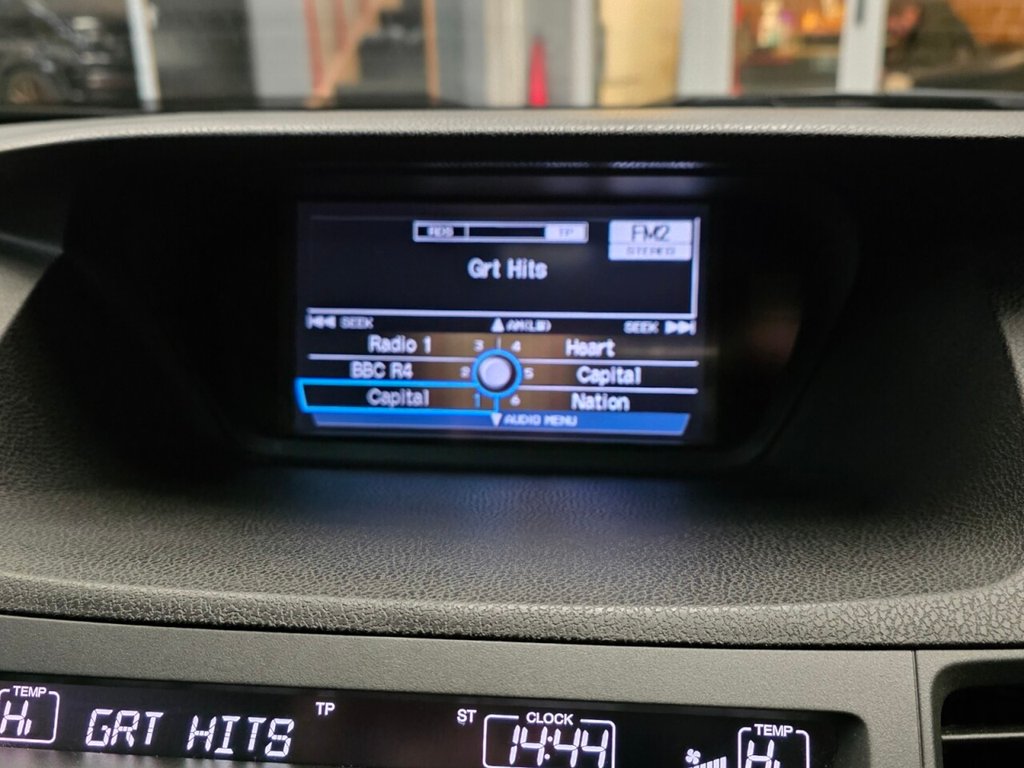 RDS TP FM2
STEREO
Grt Hits
SEEK AM(LW) SEEK
Radio 1 3 4 Heart
BBC R4 2 5 Capital
Capital 1 6 Nation
AUDIO MENU
TEMP TP ST CLOCK TEMP
Hi GRT HITS 14:44 Hi